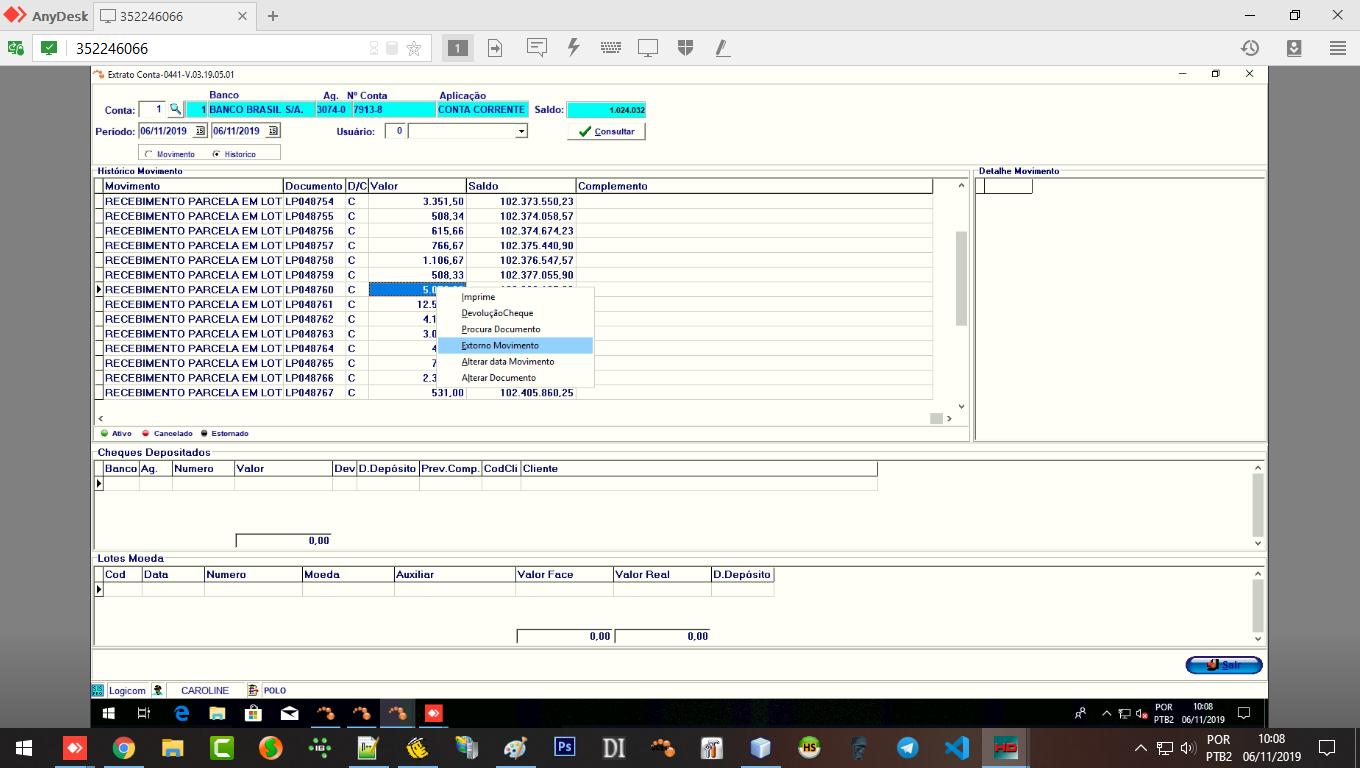 AnyDesk 352246066
352246066 1
Extrato Conta-0441-V.03.19.05.01
Banco Ag. Nº Conta Aplicação
Conta: 1 1 BANCO BRASIL S/A. 3074-0 7913-8 CONTA CORRENTE Saldo: 1.024.032
Período: 06/11/2019 06/11/2019 Usuário: 0 Consultar
Movimento Historico
Histórico Movimento Detalhe Movimento
Movimento Documento D/C Valor Saldo Complemento
RECEBIMENTO PARCELA EM LOT LP048754 C 3.351,50 102.373.550,23
RECEBIMENTO PARCELA EM LOT LP048755 C 508,34 102.374.058,57
RECEBIMENTO PARCELA EM LOT LP048756 C 615,66 102.374.674,23
RECEBIMENTO PARCELA EM LOT LP048757 C 766,67 102.375.440,90
RECEBIMENTO PARCELA EM LOT LP048758 C 1.106,67 102.376.547,57
RECEBIMENTO PARCELA EM LOT LP048759 C 508,33 102.377.055,90
RECEBIMENTO PARCELA EM LOT LP048760 C
RECEBIMENTO PARCELA EM LOT LP048761 C 12.5
RECEBIMENTO PARCELA EM LOT LP048762 C 4.1
RECEBIMENTO PARCELA EM LOT LP048763 C 3.0
RECEBIMENTO PARCELA EM LOT LP048764 C 4
RECEBIMENTO PARCELA EM LOT LP048765 C 7
RECEBIMENTO PARCELA EM LOT LP048766 C 2.3
RECEBIMENTO PARCELA EM LOT LP048767 C 531,00 102.405.860,25
Imprime
DevoluçãoCheque
Procura Documento
Extorno Movimento
Alterar data Movimento
Alterar Documento
Ativo Cancelado Estornado
Cheques Depositados
Banco Ag. Numero Valor Dev D.Depósito Prev.Comp. CodCli Cliente
0,00
Lotes Moeda
Cod Data Numero Moeda Auxiliar Valor Face Valor Real D.Depósito
0,00 0,00
Sair
Logicom CAROLINE POLO
POR 10:08
PTB2 06/11/2019
POR 10:08
PTB2 06/11/2019